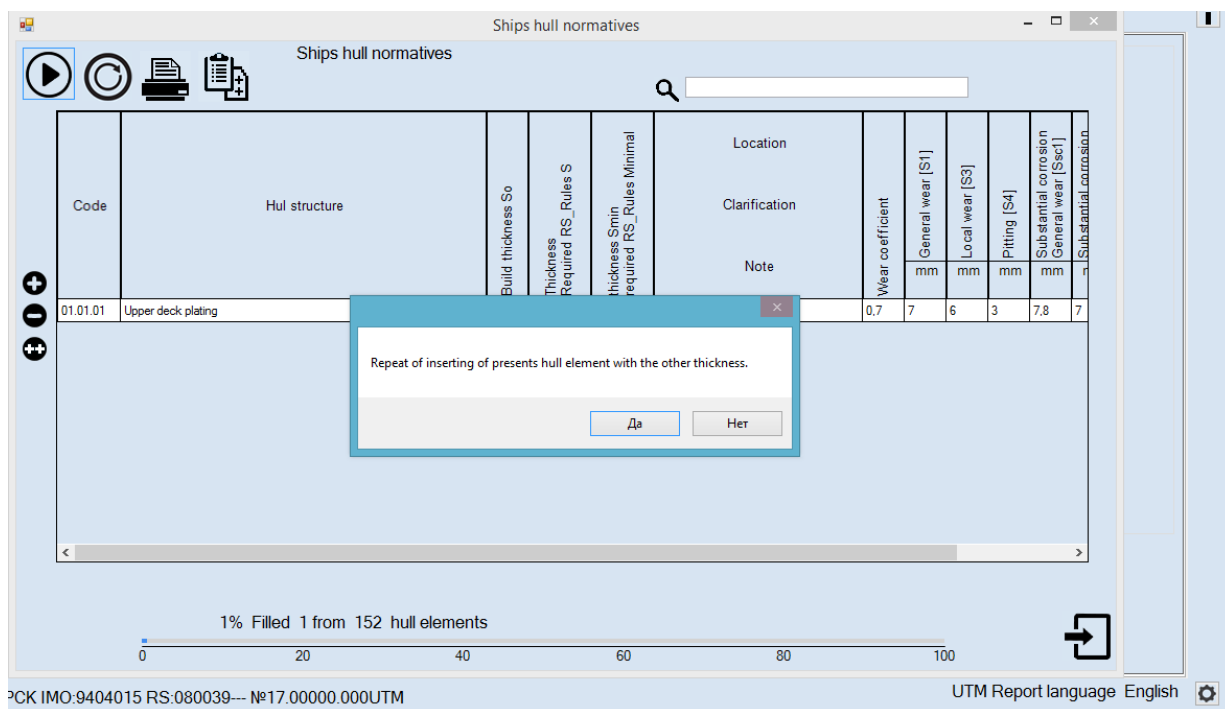 Ships hull normatives
Ships hull normatives
Code
Hul structure
Build thickness So
Thickness
Required RS_Rules S
thickness Smin
required RS_Rules Minimal
Location
Clarification
Note
Wear coefficient
General wear [S1]
mm
Local wear [S3]
mm
Pitting [S4]
mm
Substantial corrosion
General wear [Ssc1]
mm
Substantial corrosion
01.01.01 Upper deck plating 0,7 7 6 3 7,8 7
Repeat of inserting of presents hull element with the other thickness.
Да Нет
1% Filled 1 from 152 hull elements
0 20 40 60 80 100
РСК IMO:9404015 RS:080039--- №17.00000.000UTM
UTM Report language English